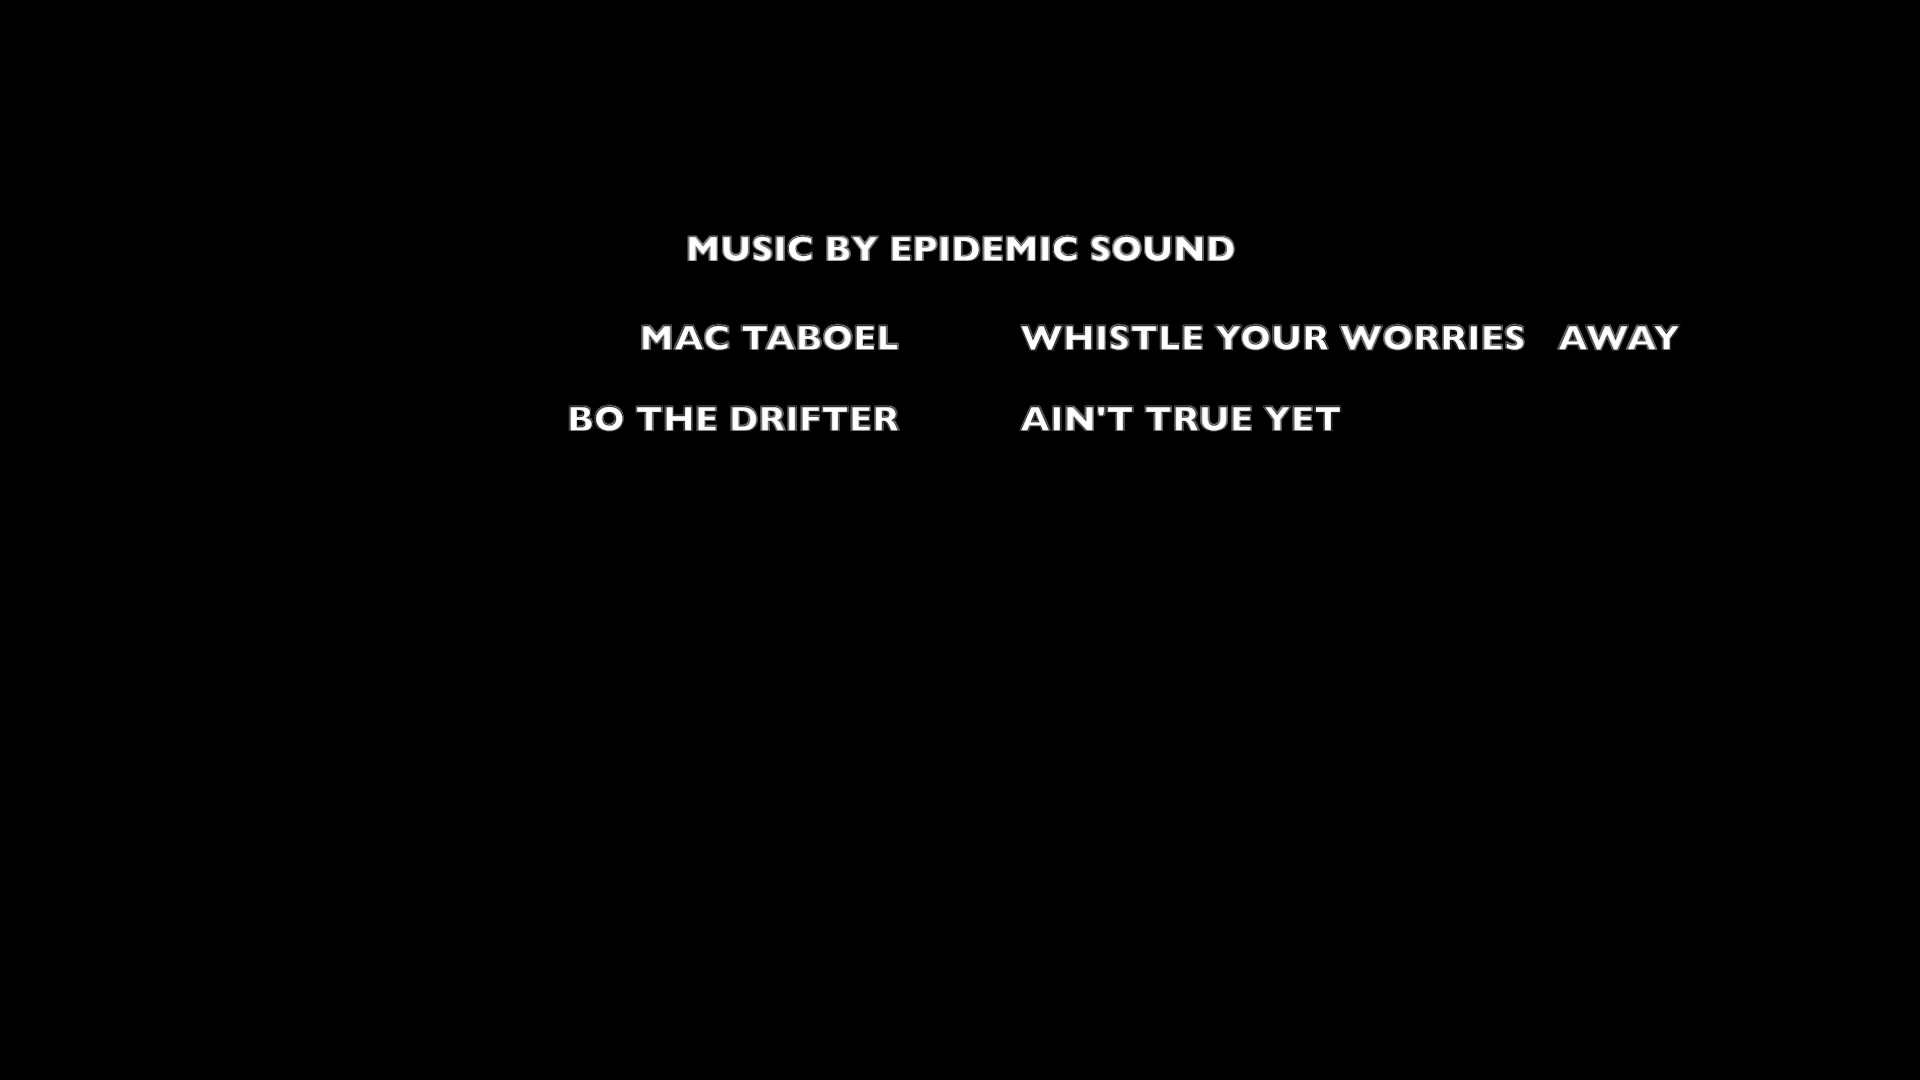 MUSIC BY EPIDEMIC SOUND
MAC TABOEL WHISTLE YOUR WORRIES AWAY
BO THE DRIFTER AIN'T TRUE YET